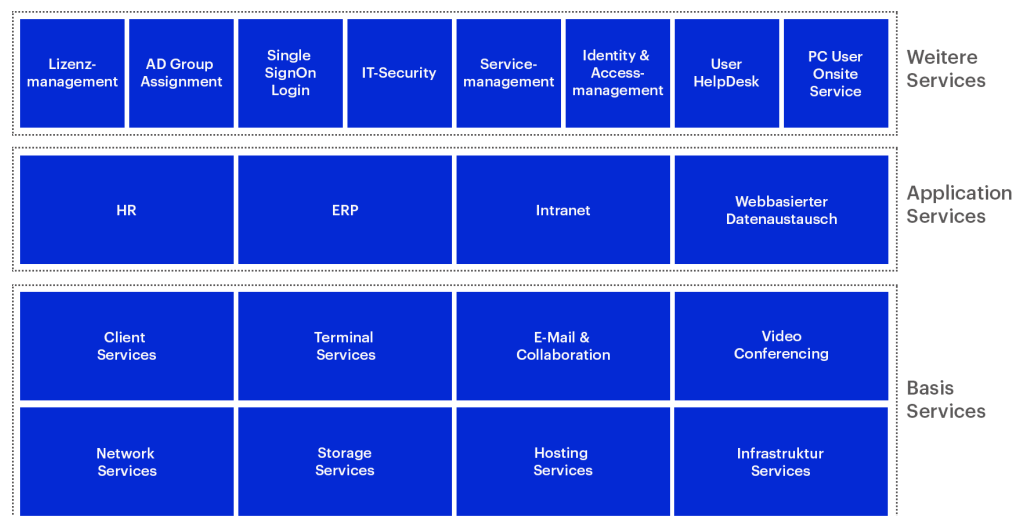 Lizenz-
management
AD Group
Assignment
Single
SignOn
Login
IT-Security
Service-
management
Identity &
Access-
management
User
HelpDesk
PC User
Onsite
Service
Weitere
Services
HR
ERP
Intranet
Webbasierter
Datenaustausch
Application
Services
Client
Services
Terminal
Services
E-Mail &
Collaboration
Video
Conferencing
Network
Services
Storage
Services
Hosting
Services
Infrastruktur
Services
Basis
Services